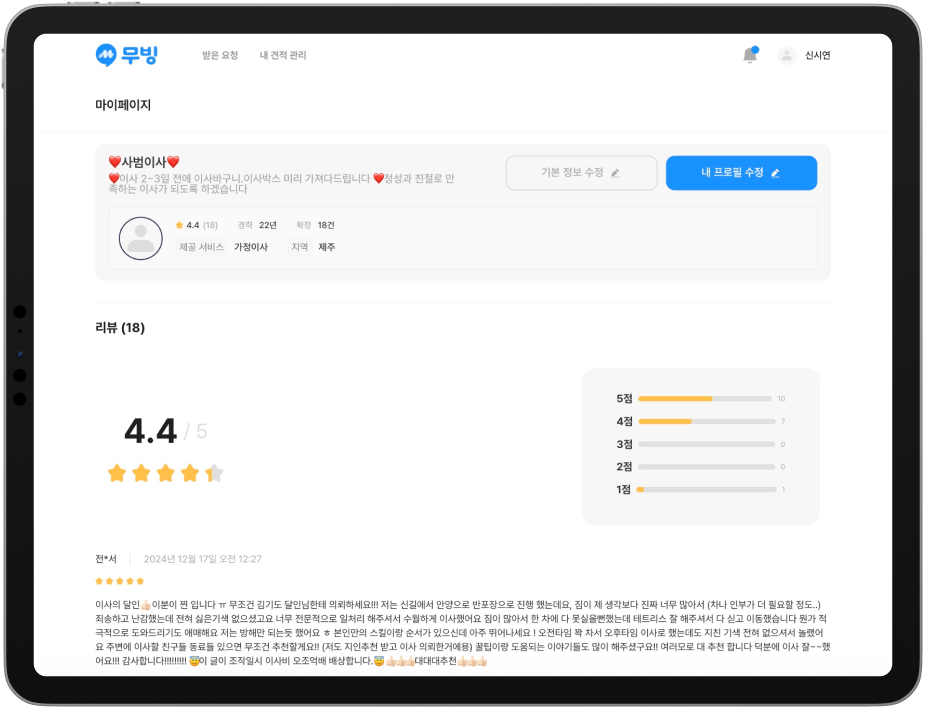 무빙 받은 요청 내 견적 관리 신시연
마이페이지
❤️사범이사❤️
❤️이사 2~3일 전에 이사바구니.이사박스 미리 가져다드립니다 ❤️정성과 친절로 만
족하는 이사가 되도록 하겠습니다
기본 정보 수정
내 프로필 수정
4.4 (18) 경력 22년 확정 18건
제공 서비스 가정이사 지역 제주
리뷰 (18)
4.4 / 5
5점 10
4점 7
3점 0
2점 0
1점 1
전*서 2024년 12월 17일 오전 12:27
이사의 달인👍🏻이분이 찐 입니다 ㅠ 무조건 김기도 달인님한테 의뢰하세요!!! 저는 신길에서 안양으로 반포장으로 진행 했는데요, 짐이 제 생각보다 진짜 너무 많아서 (차나 인부가 더 필요할 정도..)
죄송하고 난감했는데 전혀 싫은기색 없으셨고요 너무 전문적으로 일처리 해주셔서 수월하게 이사했어요 짐이 많아서 한 차에 다 못실을뻔했는데 테트리스 잘 해주셔서 다 싣고 이동했습니다 뭔가 적
극적으로 도와드리기도 애매해요 저는 방해만 되는듯 했어요 ㅎ 본인만의 스킬이랑 순서가 있으신데 아주 뛰어나세요 ! 오전타임 꽉 차서 오후타임 이사로 했는데도 지친 기색 전혀 없으셔서 놀랬어
요 주변에 이사할 친구들 동료들 있으면 무조건 추천할게요!! (저도 지인추천 받고 이사 의뢰한거에용) 꿀팁이랑 도움되는 이야기들도 많이 해주셨구요!! 여러모로 대 추천 합니다 덕분에 이사 잘~~했
어요!!! 감사합니다!!!!!!!!! 😇이 글이 조작일시 이사비 오조억배 배상합니다.😇 👍🏻👍🏻👍🏻대대대추천👍🏻👍🏻👍🏻